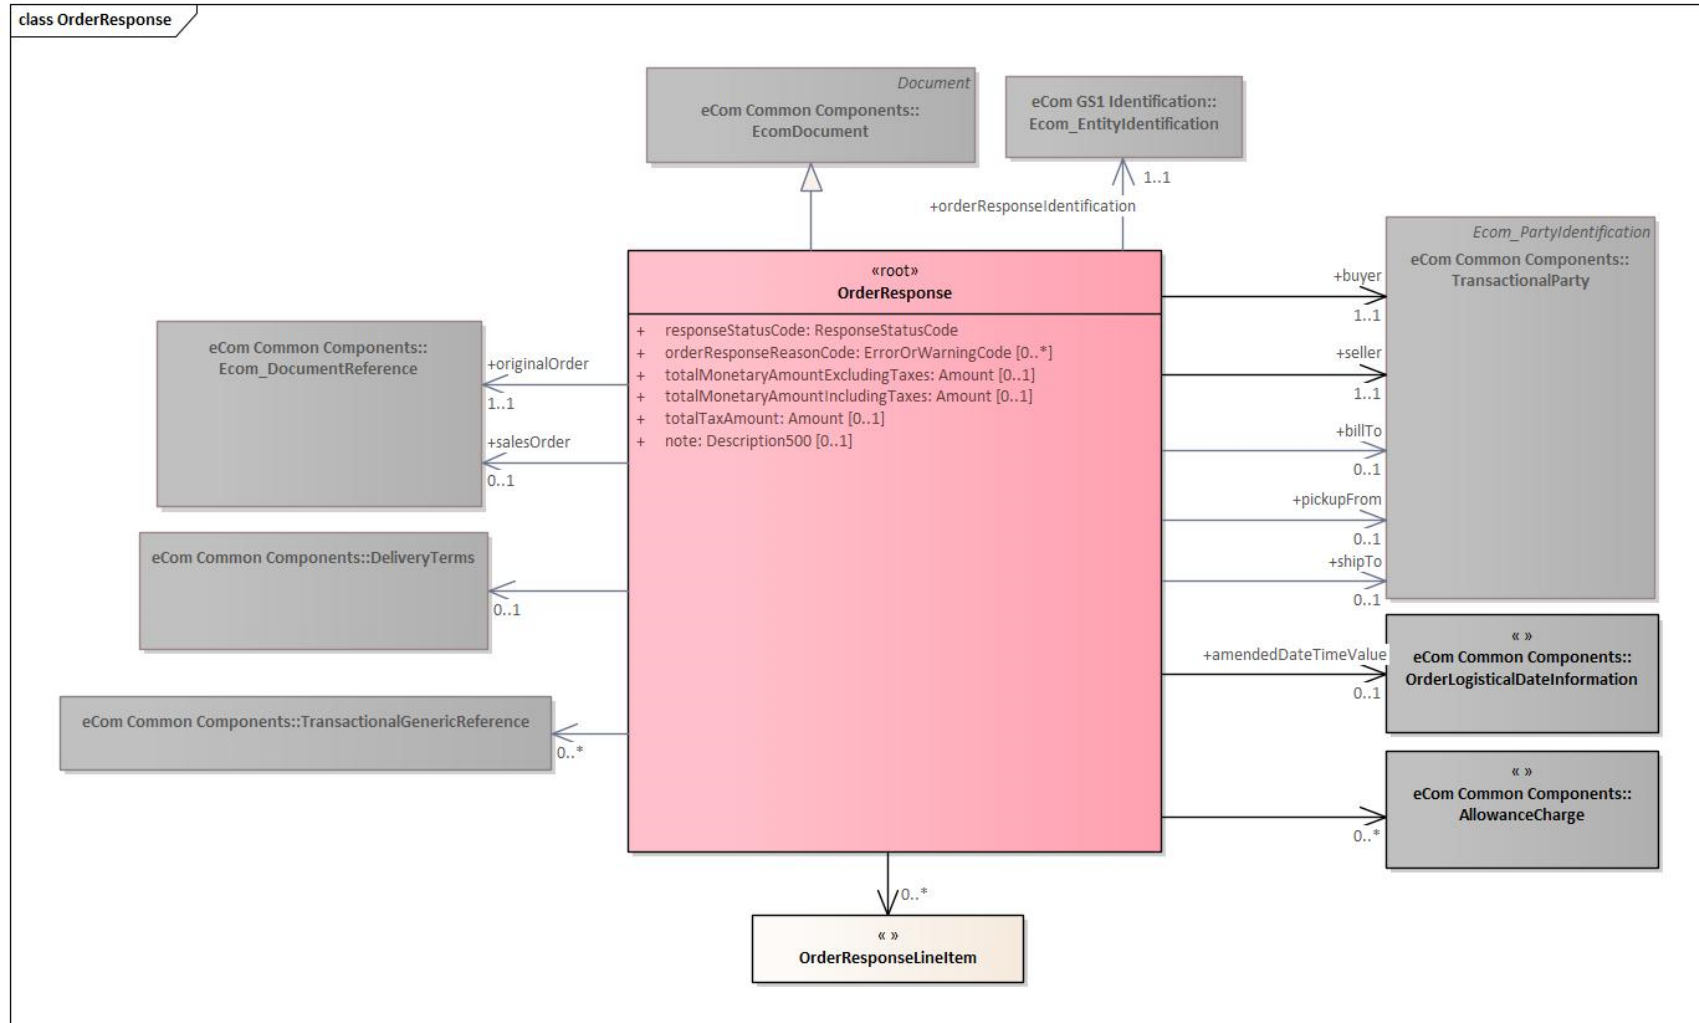 class OrderResponse
Document
eCom Common Components::
EcomDocument
eCom GS1 Identification::
Ecom_EntityIdentification
1..1
+orderResponseIdentification
«root»
OrderResponse
+ responseStatusCode: ResponseStatusCode
+ orderResponseReasonCode: ErrorOrWarningCode [0..*]
+ totalMonetaryAmountExcludingTaxes: Amount [0..1]
+ totalMonetaryAmountIncludingTaxes: Amount [0..1]
+ totalTaxAmount: Amount [0..1]
+ note: Description500 [0..1]
eCom Common Components::
Ecom_DocumentReference
+originalOrder
1..1
+salesOrder
0..1
eCom Common Components::DeliveryTerms
0..1
eCom Common Components::TransactionalGenericReference
0..*
Ecom_PartyIdentification
eCom Common Components::
TransactionalParty
+buyer
1..1
+seller
1..1
+billTo
0..1
+pickupFrom
0..1
+shipTo
0..1
« »
eCom Common Components::
OrderLogisticalDateInformation
+amendedDateTimeValue
0..1
« »
eCom Common Components::
AllowanceCharge
0..*
0..*
« »
OrderResponseLineItem